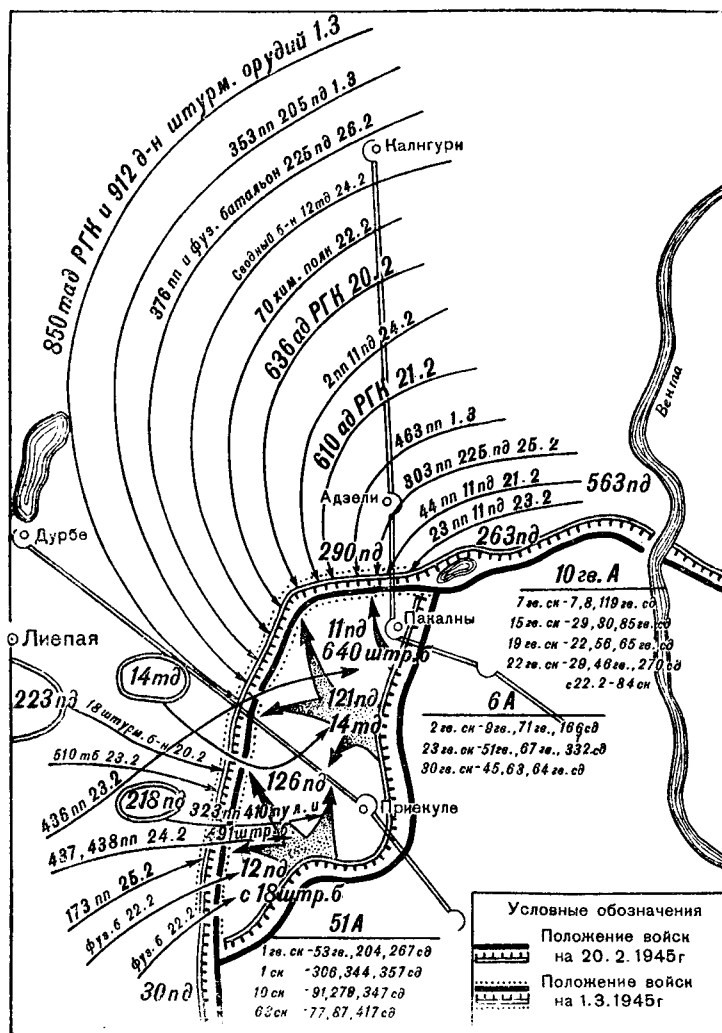 850 тад РГК и 912 д-н штурм. орудий 1.3
353 пп 205 пд 1.3
376 пп и фуз. батальон 225 пд 26.2
Сводный б-н 12 тд 24.2
70 хим. полк 22.2
636 ад РГК 20.2
2 пп 11 пд 24.2
610 ад РГК 21.2
463 пп 1.3
803 пп 225 пд 25.2
44 пп 11 пд 21.2
23 пп 11 пд 23.2
Калнгури
Вента
Адзели
563 пд
263 пд
290 пд
Дурбе
Лиепая
Пакалны
10 гв. А
7 гв. ск - 7, 8, 119 гв. сд
15 гв. ск - 29, 30, 85 гв. сд
19 гв. ск - 22, 56, 65 гв. сд
22 гв. ск - 29, 46 гв., 270 сд
с 22.2 - 84 ск
11 пд
640 штр. б
14 тд
121 пд
14 тд
6 А
2 гв. ск - 9 гв., 71 гв., 166 сд
23 гв. ск - 51 гв., 67 гв., 332 сд
30 гв. ск - 45, 63, 64 гв. сд
223 пд
18 штурм. б-н 20.2
510 тб 23.2
126 пд
436 пп 23.2
218 пд
323 пп
91 штр. б
Приекуле
437, 438 пп 24.2
12 пд
с 18 штр. б
173 пп 25.2
фуз. б 22.2
фуз. б 22.2
30 пд
51 А
1 гв. ск - 53 гв., 204, 267 сд
1 ск - 306, 344, 357 сд
10 ск - 91, 279, 347 сд
63 ск - 77, 87, 417 сд
Условные обозначения
Положение войск
на 20.2.1945г
Положение войск
на 1.3.1945г